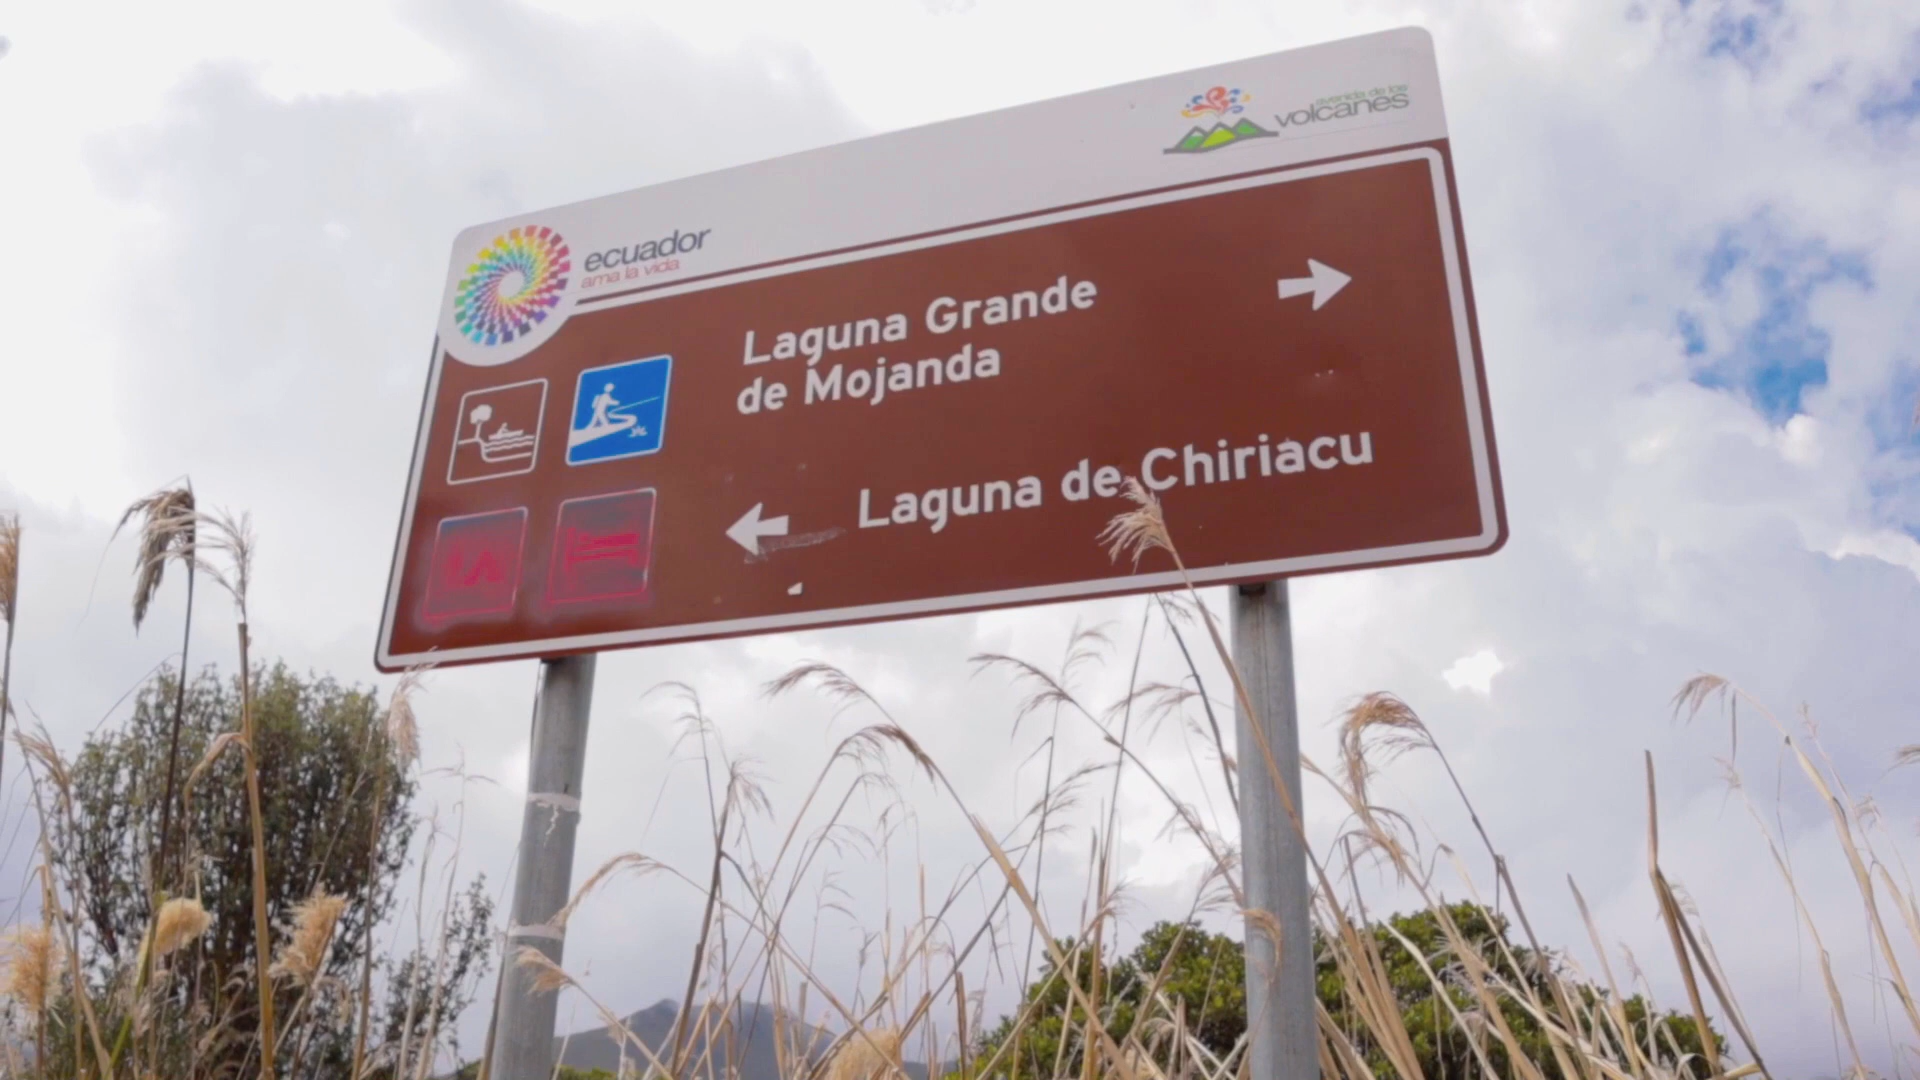 ecuador
ama la vida
avenida de los
volcanes
Laguna Grande
de Mojanda
Laguna de Chiriacu